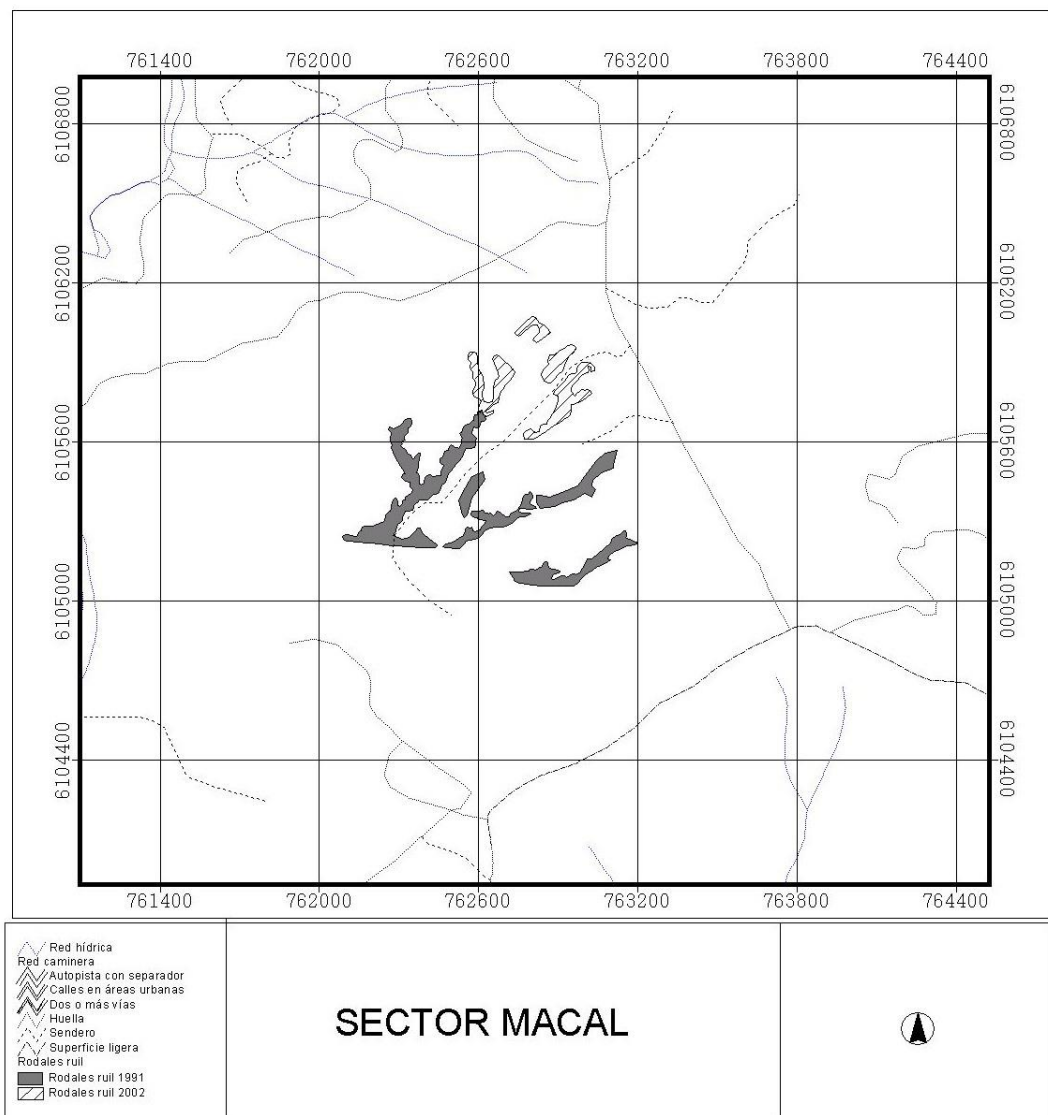 761400 762000 762600 763200 763800 764400
6106800 6106800
6106200 6106200
6105600 6105600
6105000 6105000
6104400 6104400
761400 762000 762600 763200 763800 764400
Red hídrica
Red caminera
Autopista con separador
Calles en áreas urbanas
Dos o más vías
Huella
Sendero
Superficie ligera
Rodales ruil
Rodales ruil 1991
Rodales ruil 2002
SECTOR MACAL